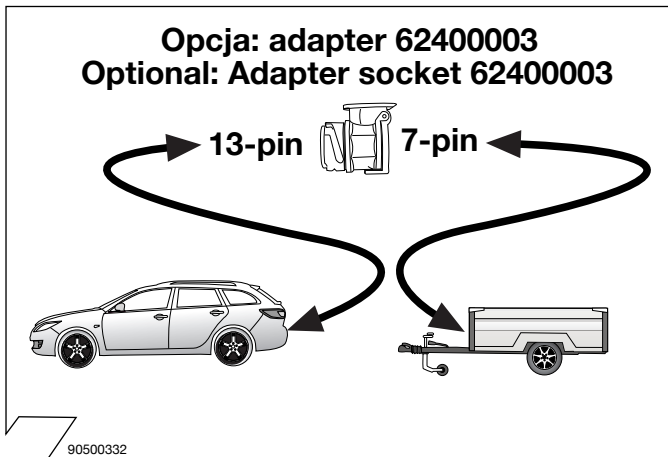 Opcja: adapter 62400003
Optional: Adapter socket 62400003
13-pin 7-pin
90500332